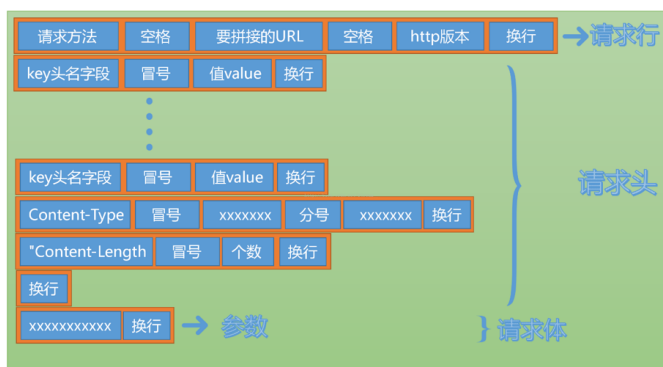 请求方法 空格 要拼接的URL 空格 http版本 换行 请求行
key头名字段 冒号 值value 换行
请求头
key头名字段 冒号 值value 换行
Content-Type 冒号 xxxxxxx 分号 xxxxxxx 换行
"Content-Length 冒号 个数 换行
换行
xxxxxxxxxxx 换行 参数 } 请求体